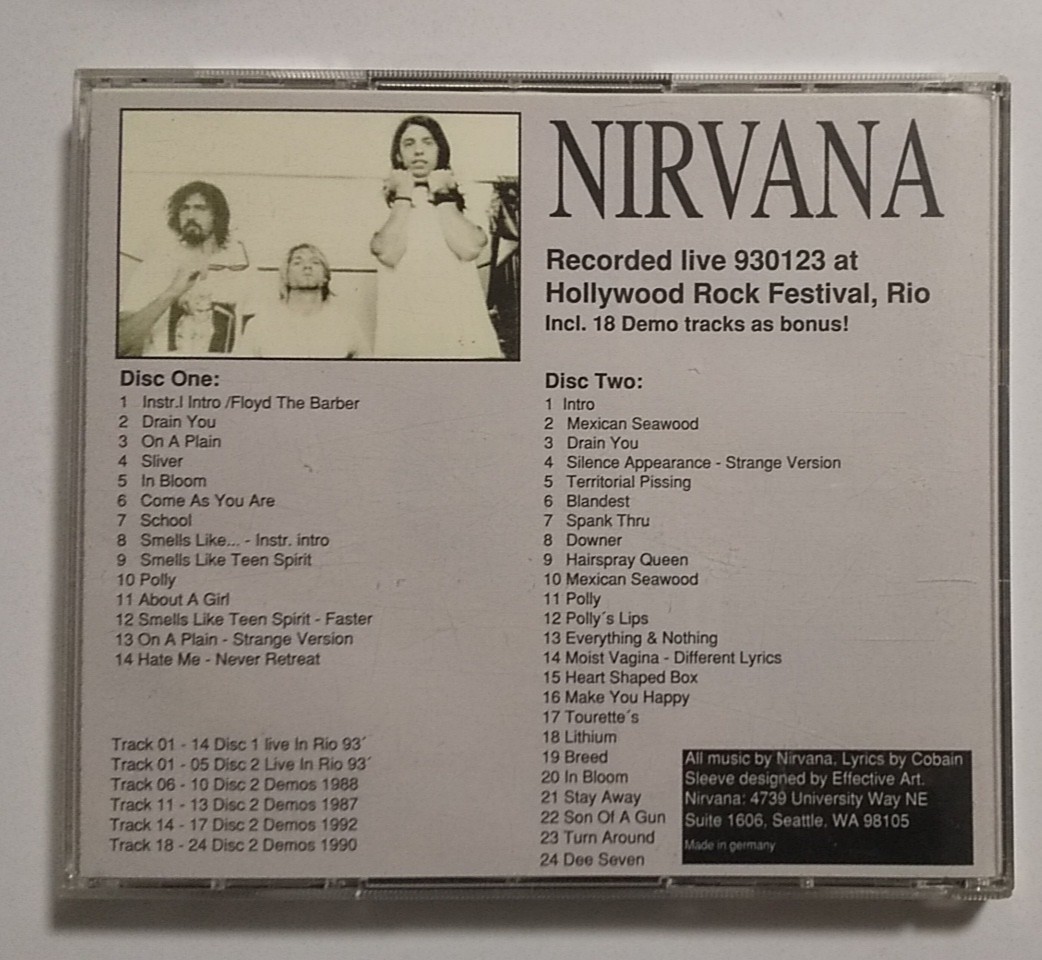 NIRVANA
Recorded live 930123 at
Hollywood Rock Festival, Rio
Incl. 18 Demo tracks as bonus!
Disc One:
1 Instr.I Intro /Floyd The Barber
2 Drain You
3 On A Plain
4 Sliver
5 In Bloom
6 Come As You Are
7 School
8 Smells Like... - Instr. intro
9 Smells Like Teen Spirit
10 Polly
11 About A Girl
12 Smells Like Teen Spirit - Faster
13 On A Plain - Strange Version
14 Hate Me - Never Retreat
Track 01 - 14 Disc 1 live In Rio 93´
Track 01 - 05 Disc 2 Live In Rio 93´
Track 06 - 10 Disc 2 Demos 1988
Track 11 - 13 Disc 2 Demos 1987
Track 14 - 17 Disc 2 Demos 1992
Track 18 - 24 Disc 2 Demos 1990
Disc Two:
1 Intro
2 Mexican Seawood
3 Drain You
4 Silence Appearance - Strange Version
5 Territorial Pissing
6 Blandest
7 Spank Thru
8 Downer
9 Hairspray Queen
10 Mexican Seawood
11 Polly
12 Polly´s Lips
13 Everything & Nothing
14 Moist Vagina - Different Lyrics
15 Heart Shaped Box
16 Make You Happy
17 Tourette´s
18 Lithium
19 Breed
20 In Bloom
21 Stay Away
22 Son Of A Gun
23 Turn Around
24 Dee Seven
All music by Nirvana, Lyrics by Cobain
Sleeve designed by Effective Art.
Nirvana: 4739 University Way NE
Suite 1606, Seattle, WA 98105
Made in germany